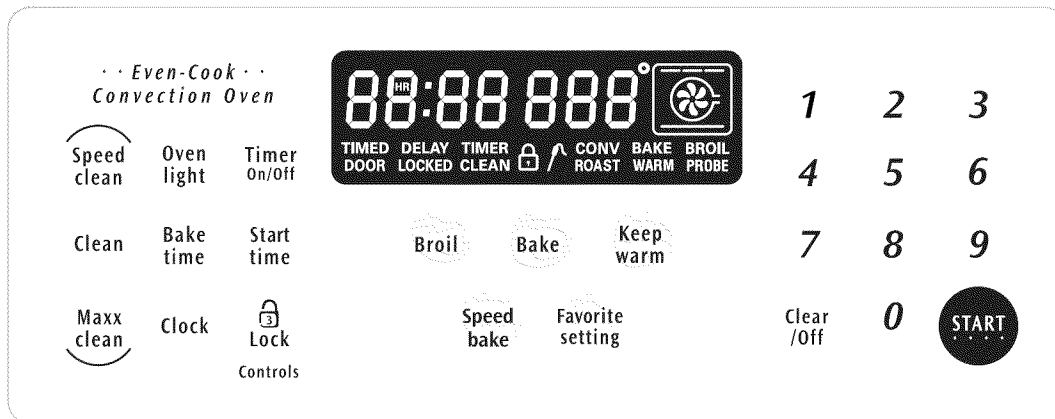 · · Even-Cook · ·
Convection Oven
88:88 888°
HR
TIMED DELAY TIMER CONV BAKE BROIL
DOOR LOCKED CLEAN ROAST WARM PROBE
Speed
clean
Oven
light
Timer
On/Off
Clean
Bake
time
Start
time
Maxx
clean
Clock
3
Lock
Controls
Broil
Bake
Keep
warm
Speed
bake
Favorite
setting
1 2 3
4 5 6
7 8 9
Clear
/Off
0
START